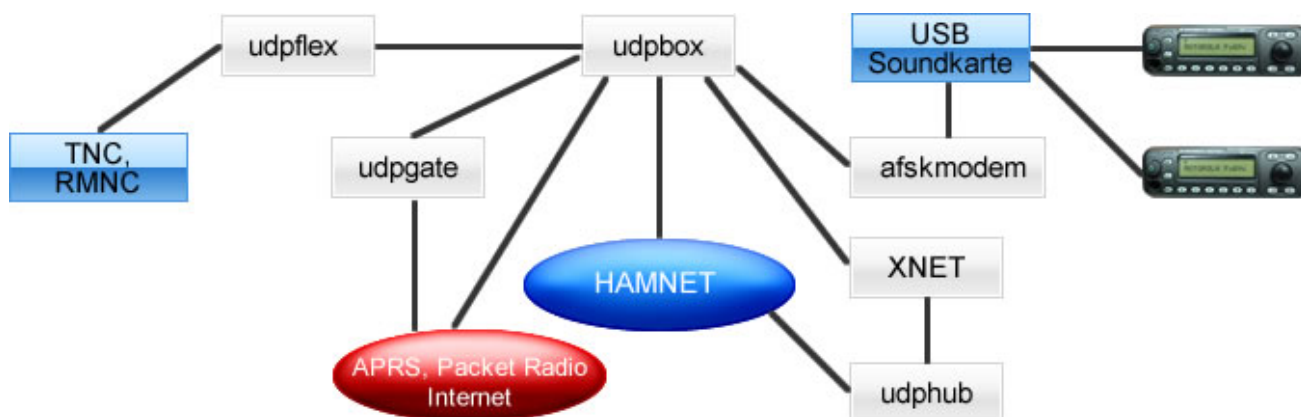 udpflex
udpbox
USB
Soundkarte
TNC,
RMNC
udpgate
afskmodem
HAMNET
XNET
APRS, Packet Radio
Internet
udphub